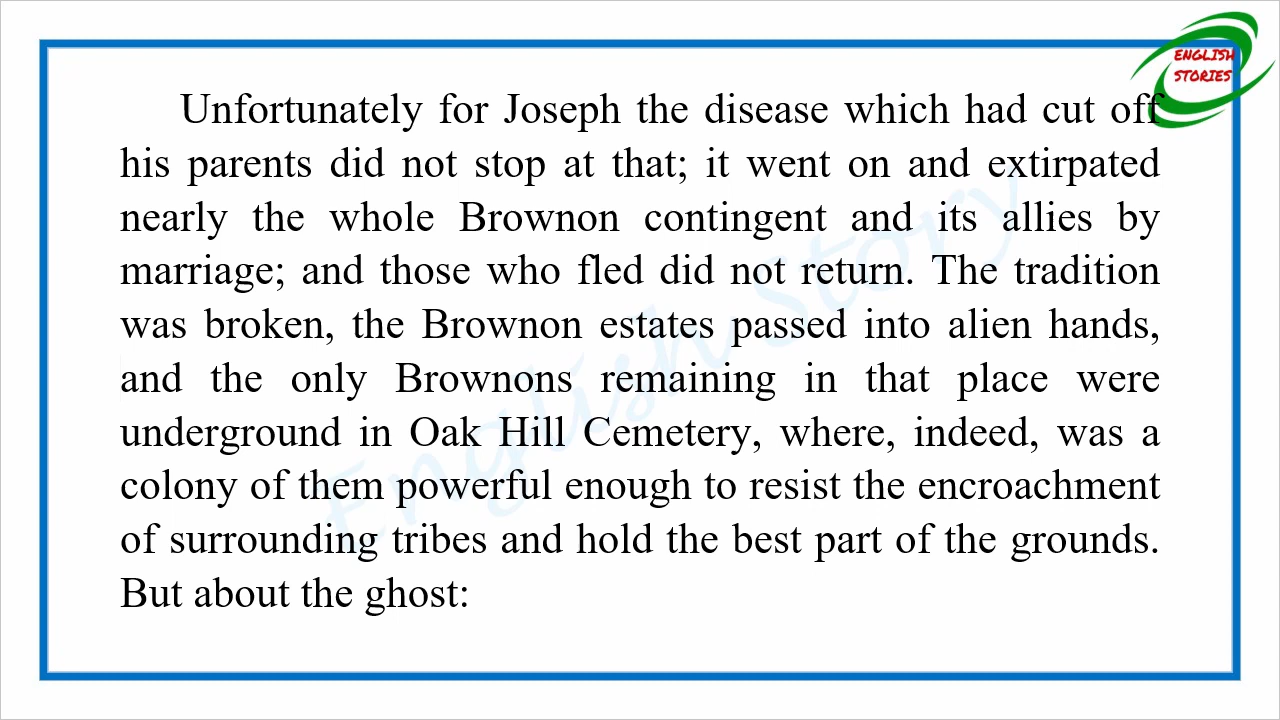 ENGLISH
STORIES
Unfortunately for Joseph the disease which had cut off
his parents did not stop at that; it went on and extirpated
nearly the whole Brownon contingent and its allies by
marriage; and those who fled did not return. The tradition
was broken, the Brownon estates passed into alien hands,
and the only Brownons remaining in that place were
underground in Oak Hill Cemetery, where, indeed, was a
colony of them powerful enough to resist the encroachment
of surrounding tribes and hold the best part of the grounds.
But about the ghost:
English Story